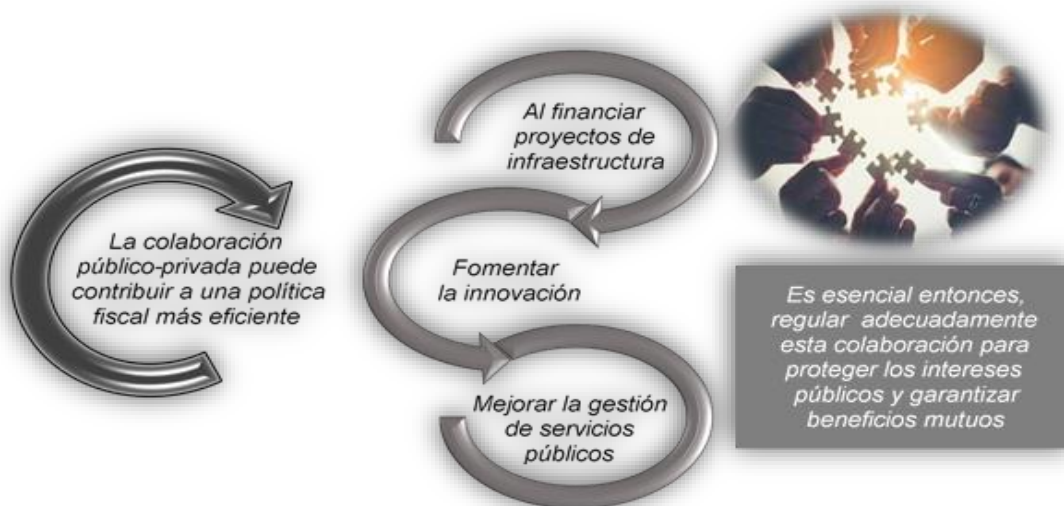 La colaboración
público-privada puede
contribuir a una política
fiscal más eficiente
Al financiar
proyectos de
infraestructura
Fomentar
la innovación
Mejorar la gestión
de servicios
públicos
Es esencial entonces,
regular adecuadamente
esta colaboración para
proteger los intereses
públicos y garantizar
beneficios mutuos